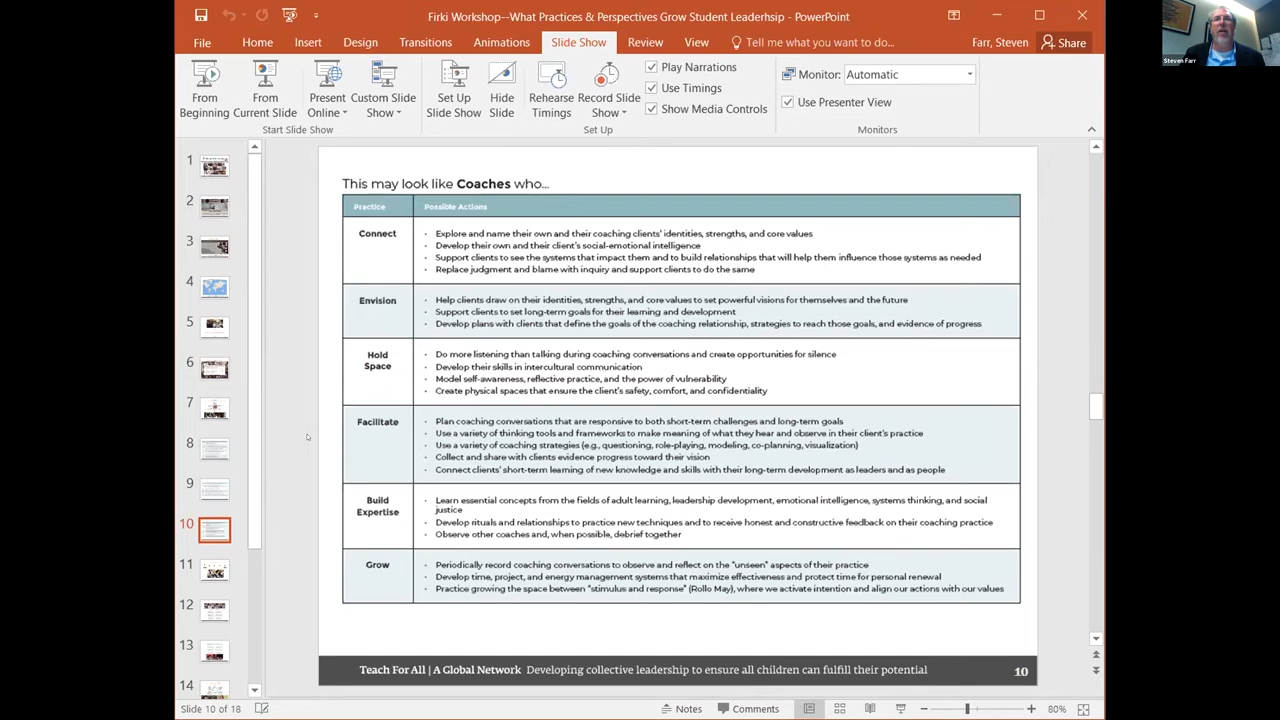 Firki Workshop--What Practices & Perspectives Grow Student Leaderhsip - PowerPoint
File Home Insert Design Transitions Animations Slide Show Review View Tell me what you want to do... Farr, Steven Share
From Beginning
From Current Slide
Present Online
Custom Slide Show
Start Slide Show
Set Up Slide Show
Hide Slide
Rehearse Timings
Record Slide Show
Play Narrations
Use Timings
Show Media Controls
Set Up
Monitor: Automatic
Use Presenter View
Monitors
Steven Farr
1
2
3
4
5
6
7
8
9
10
11
12
13
14
This may look like Coaches who...
Practice Possible Actions
Connect
• Explore and name their own and their coaching clients' identities, strengths, and core values
• Develop their own and their client's social-emotional intelligence
• Support clients to see the systems that impact them and to build relationships that will help them influence those systems as needed
• Replace judgment and blame with inquiry and support clients to do the same
Envision
• Help clients draw on their identities, strengths, and core values to set powerful visions for themselves and the future
• Support clients to set long-term goals for their learning and development
• Develop plans with clients that define the goals of the coaching relationship, strategies to reach those goals, and evidence of progress
Hold
Space
• Do more listening than talking during coaching conversations and create opportunities for silence
• Develop their skills in intercultural communication
• Model self-awareness, reflective practice, and the power of vulnerability
• Create physical spaces that ensure the client's safety, comfort, and confidentiality
Facilitate
• Plan coaching conversations that are responsive to both short-term challenges and long-term goals
• Use a variety of thinking tools and frameworks to make meaning of what they hear and observe in their client's practice
• Use a variety of coaching strategies (e.g., questioning, role-playing, modeling, co-planning, visualization)
• Collect and share with clients evidence progress toward their vision
• Connect clients' short-term learning of new knowledge and skills with their long-term development as leaders and as people
Build
Expertise
• Learn essential concepts from the fields of adult learning, leadership development, emotional intelligence, systems thinking, and social
justice
• Develop rituals and relationships to practice new techniques and to receive honest and constructive feedback on their coaching practice
• Observe other coaches and, when possible, debrief together
Grow
• Periodically record coaching conversations to observe and reflect on the "unseen" aspects of their practice
• Develop time, project, and energy management systems that maximize effectiveness and protect time for personal renewal
• Practice growing the space between "stimulus and response" (Rollo May), where we activate intention and align our actions with our values
Teach For All | A Global Network Developing collective leadership to ensure all children can fulfill their potential 10
Slide 10 of 18 Notes Comments 80%